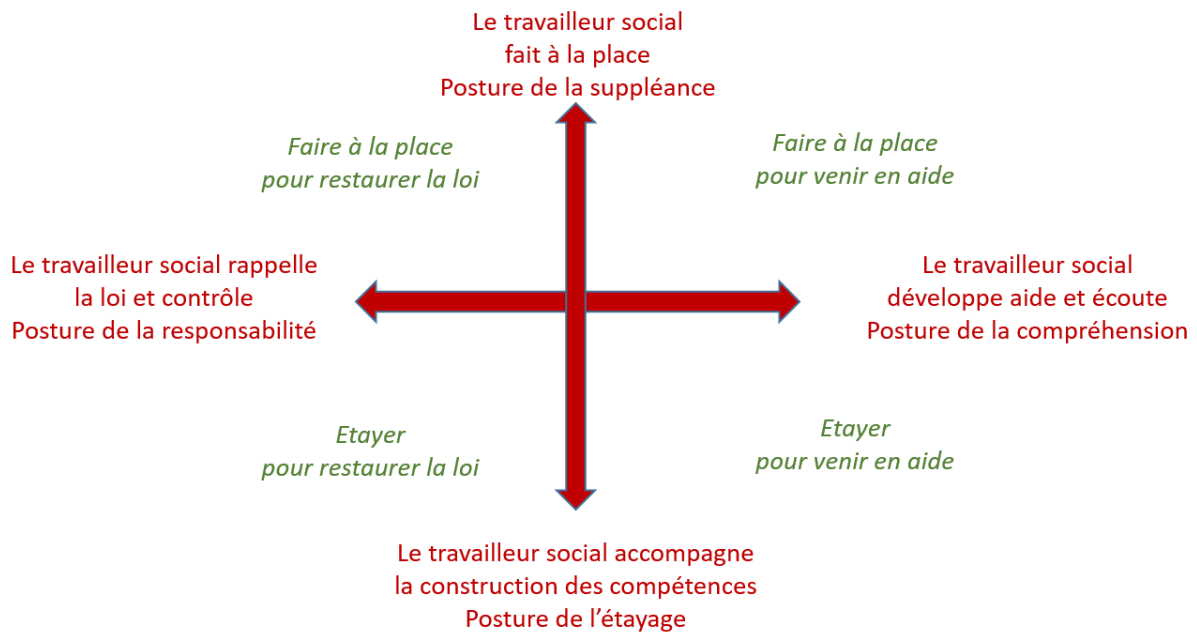 Le travailleur social
fait à la place
Posture de la suppléance
Faire à la place
pour restaurer la loi
Faire à la place
pour venir en aide
Le travailleur social rappelle
la loi et contrôle
Posture de la responsabilité
Le travailleur social
développe aide et écoute
Posture de la compréhension
Etayer
pour restaurer la loi
Etayer
pour venir en aide
Le travailleur social accompagne
la construction des compétences
Posture de l’étayage